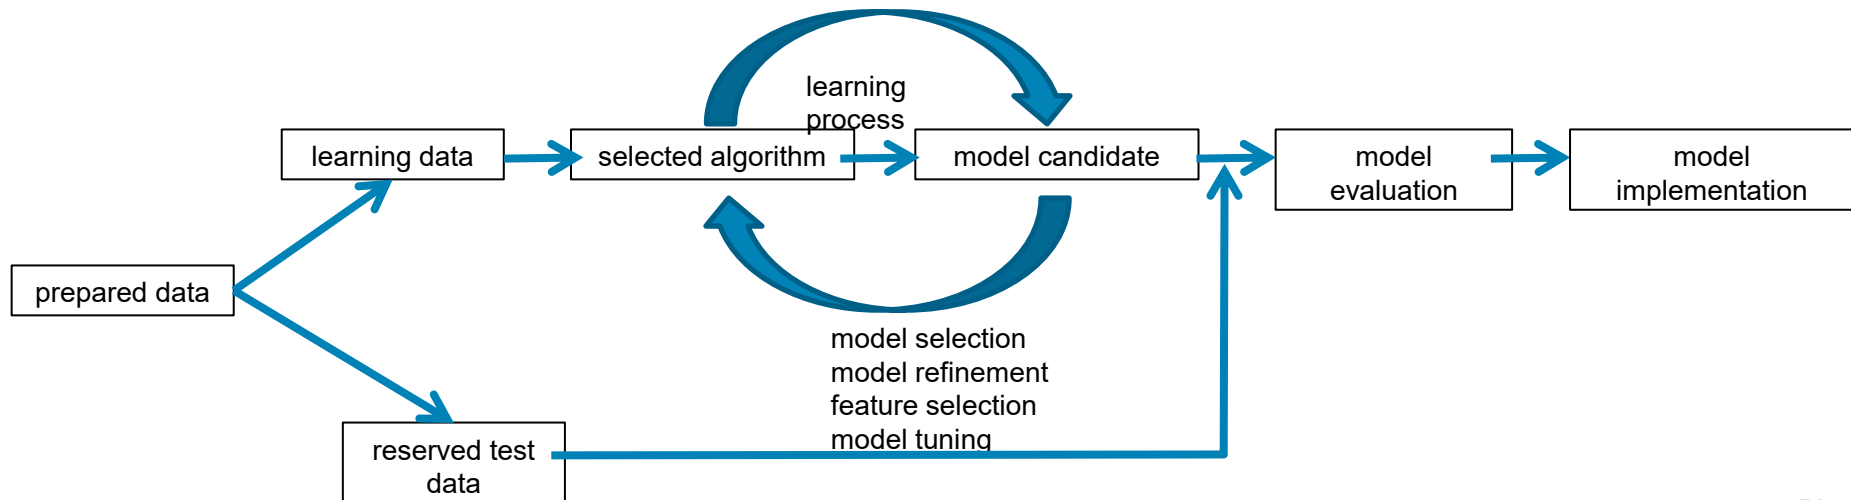 learning
process
learning data
selected algorithm
model candidate
model
evaluation
model
implementation
prepared data
model selection
model refinement
feature selection
model tuning
reserved test
data